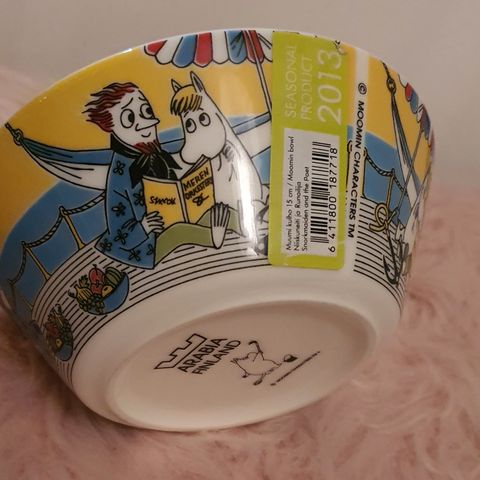 SEASONAL
PRODUCT
2013
© MOOMIN CHARACTERS TM
Muumi kulho 15 cm / Moomin bowl
Niiskuneiti ja Runoilija
Snorkmaiden and the Poet
6 411800 187718
MEREN
ORKESTERI
ARABIA
FINLAND